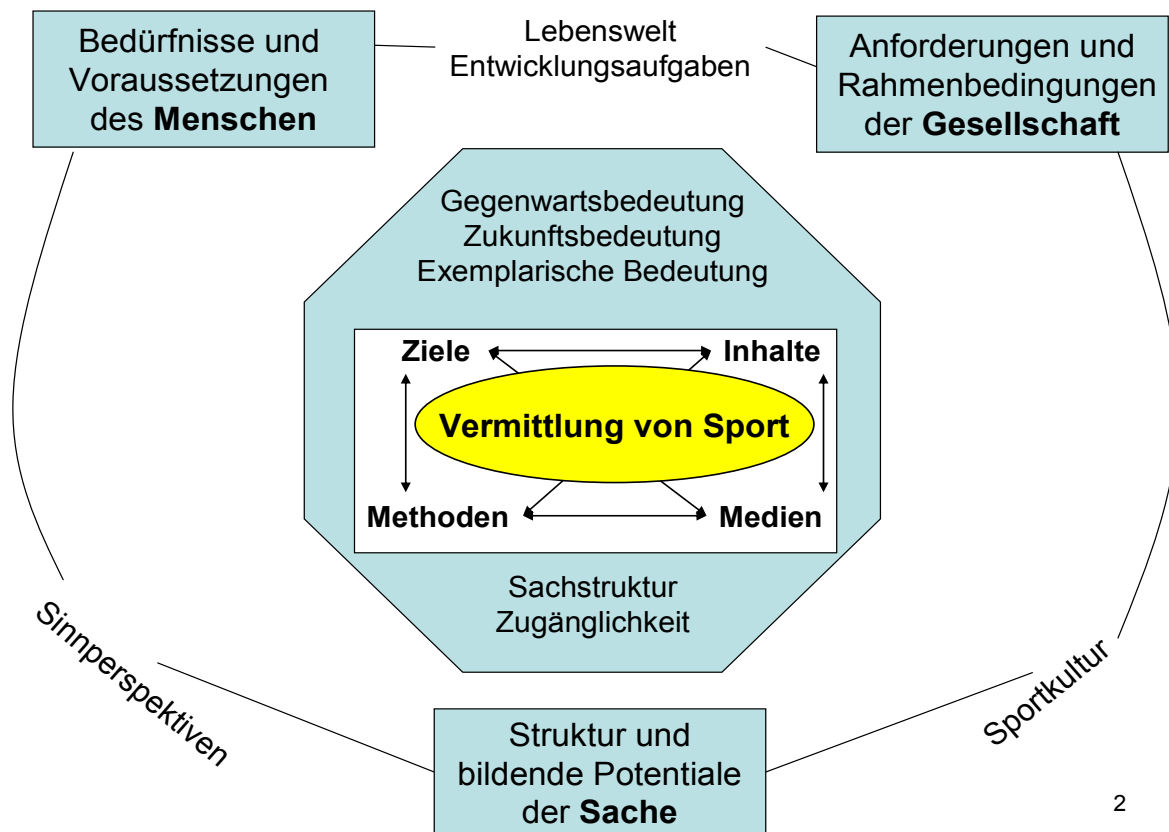 Bedürfnisse und
Voraussetzungen
des Menschen
Lebenswelt
Entwicklungsaufgaben
Anforderungen und
Rahmenbedingungen
der Gesellschaft
Gegenwartsbedeutung
Zukunftsbedeutung
Exemplarische Bedeutung
Ziele
Inhalte
Vermittlung von Sport
Methoden
Medien
Sachstruktur
Zugänglichkeit
Sinnperspektiven
Sportkultur
Struktur und
bildende Potentiale
der Sache
2